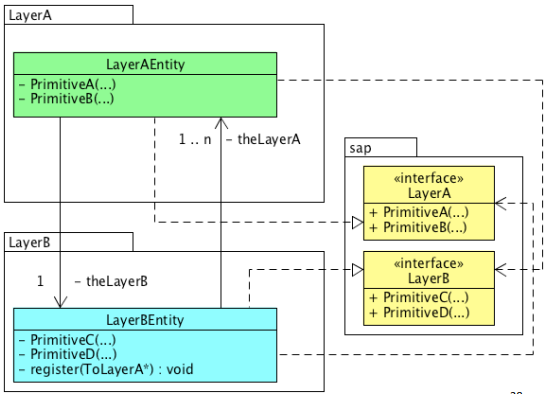 LayerA
LayerAEntity
- PrimitiveA(...)
- PrimitiveB(...)
1 .. n - theLayerA
sap
«interface»
LayerA
+ PrimitiveA(...)
+ PrimitiveB(...)
LayerB
«interface»
LayerB
+ PrimitiveC(...)
+ PrimitiveD(...)
1 - theLayerB
LayerBEntity
- PrimitiveC(...)
- PrimitiveD(...)
- register(ToLayerA*) : void